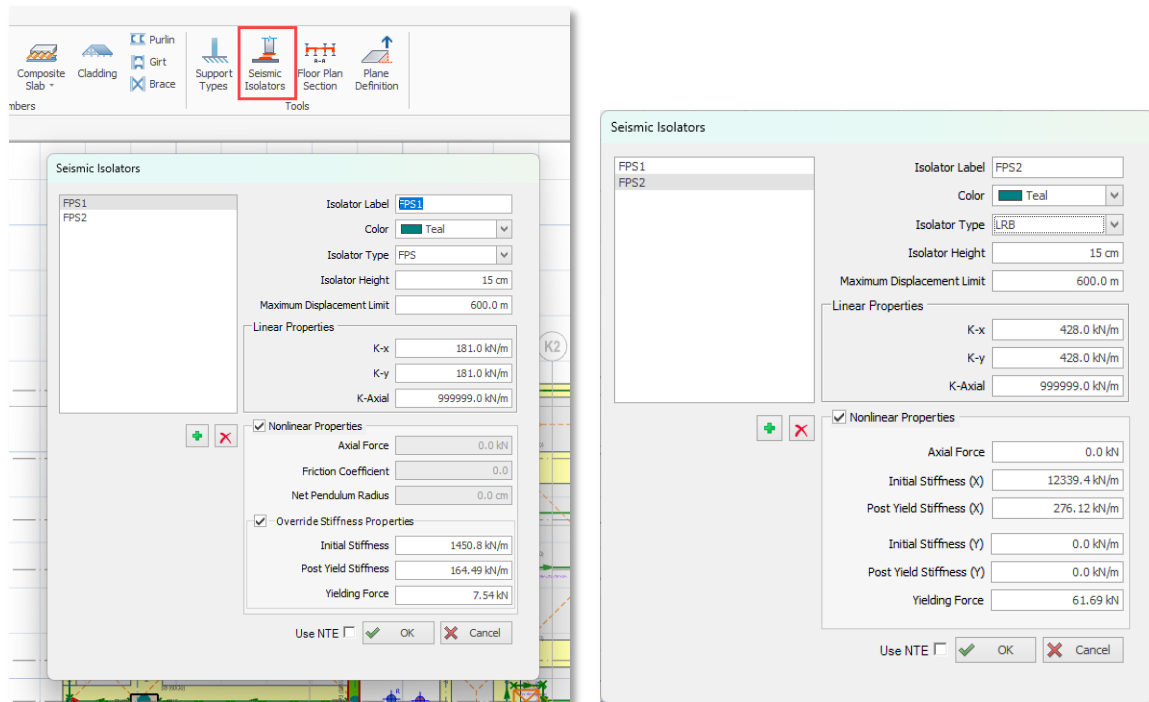 Composite Slab
Cladding
Purlin
Girt
Brace
Support Types
Seismic Isolators
Floor Plan Section
Plane Definition
mbers
Tools
Seismic Isolators
FPS1
FPS2
Isolator Label FPS1
Color Teal
Isolator Type FPS
Isolator Height 15 cm
Maximum Displacement Limit 600.0 m
Linear Properties
K-x 181.0 kN/m
K-y 181.0 kN/m
K-Axial 999999.0 kN/m
Nonlinear Properties
Axial Force 0.0 kN
Friction Coefficient 0.0
Net Pendulum Radius 0.0 cm
Override Stiffness Properties
Initial Stiffness 1450.8 kN/m
Post Yield Stiffness 164.49 kN/m
Yielding Force 7.54 kN
Use NTE OK Cancel
K2
Seismic Isolators
FPS1
FPS2
Isolator Label FPS2
Color Teal
Isolator Type LRB
Isolator Height 15 cm
Maximum Displacement Limit 600.0 m
Linear Properties
K-x 428.0 kN/m
K-y 428.0 kN/m
K-Axial 999999.0 kN/m
Nonlinear Properties
Axial Force 0.0 kN
Initial Stiffness (X) 12339.4 kN/m
Post Yield Stiffness (X) 276.12 kN/m
Initial Stiffness (Y) 0.0 kN/m
Post Yield Stiffness (Y) 0.0 kN/m
Yielding Force 61.69 kN
Use NTE OK Cancel